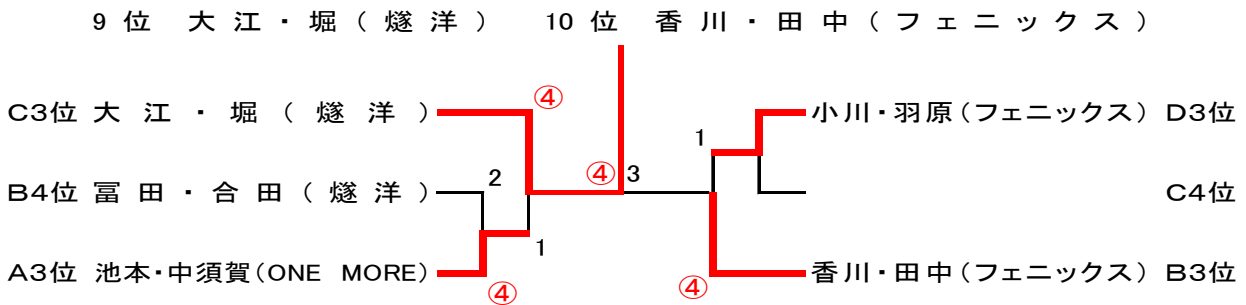 9位 大江・堀(燧洋) 10位 香川・田中(フェニックス)
C3位 大江・堀(燧洋) ④ 小川・羽原(フェニックス) D3位
1
④ 3
B4位 冨田・合田(燧洋) 2 C4位
A3位 池本・中須賀(ONE MORE) ④ 1 ④ 香川・田中(フェニックス) B3位